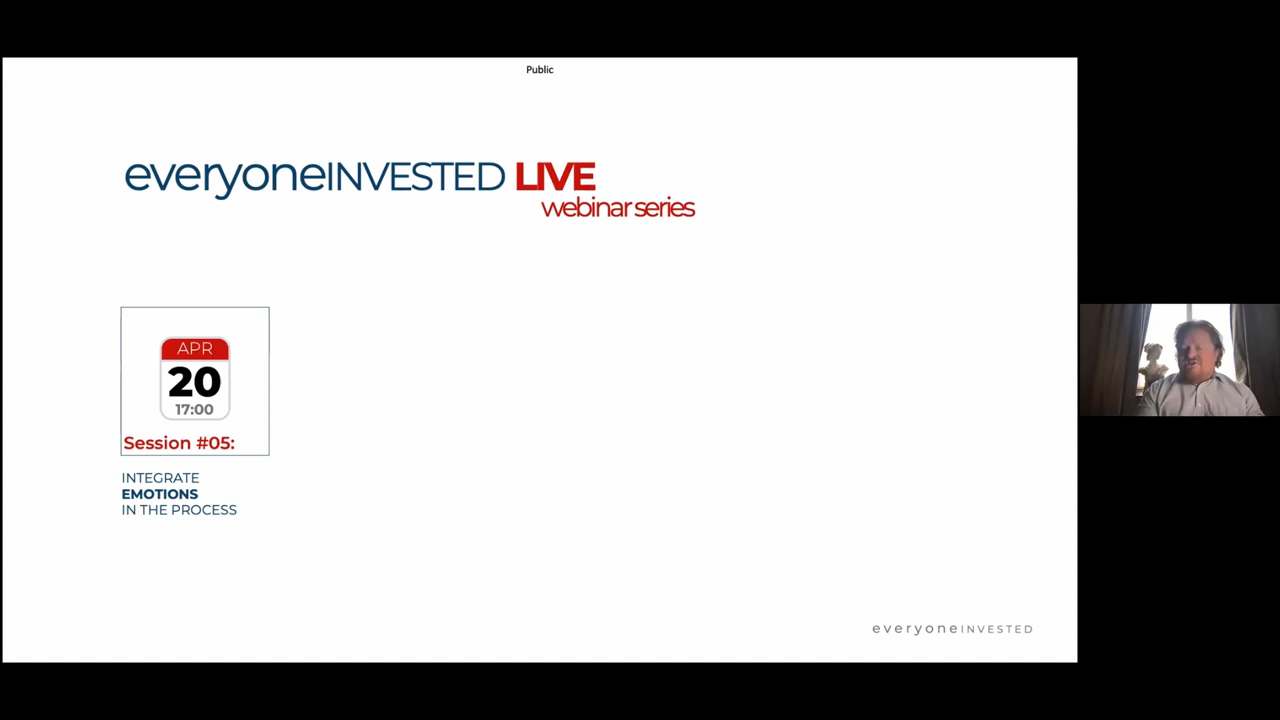 Public
everyoneINVESTED LIVE
webinar series
APR
20
17:00
Session #05:
INTEGRATE
EMOTIONS
IN THE PROCESS
everyoneINVESTED